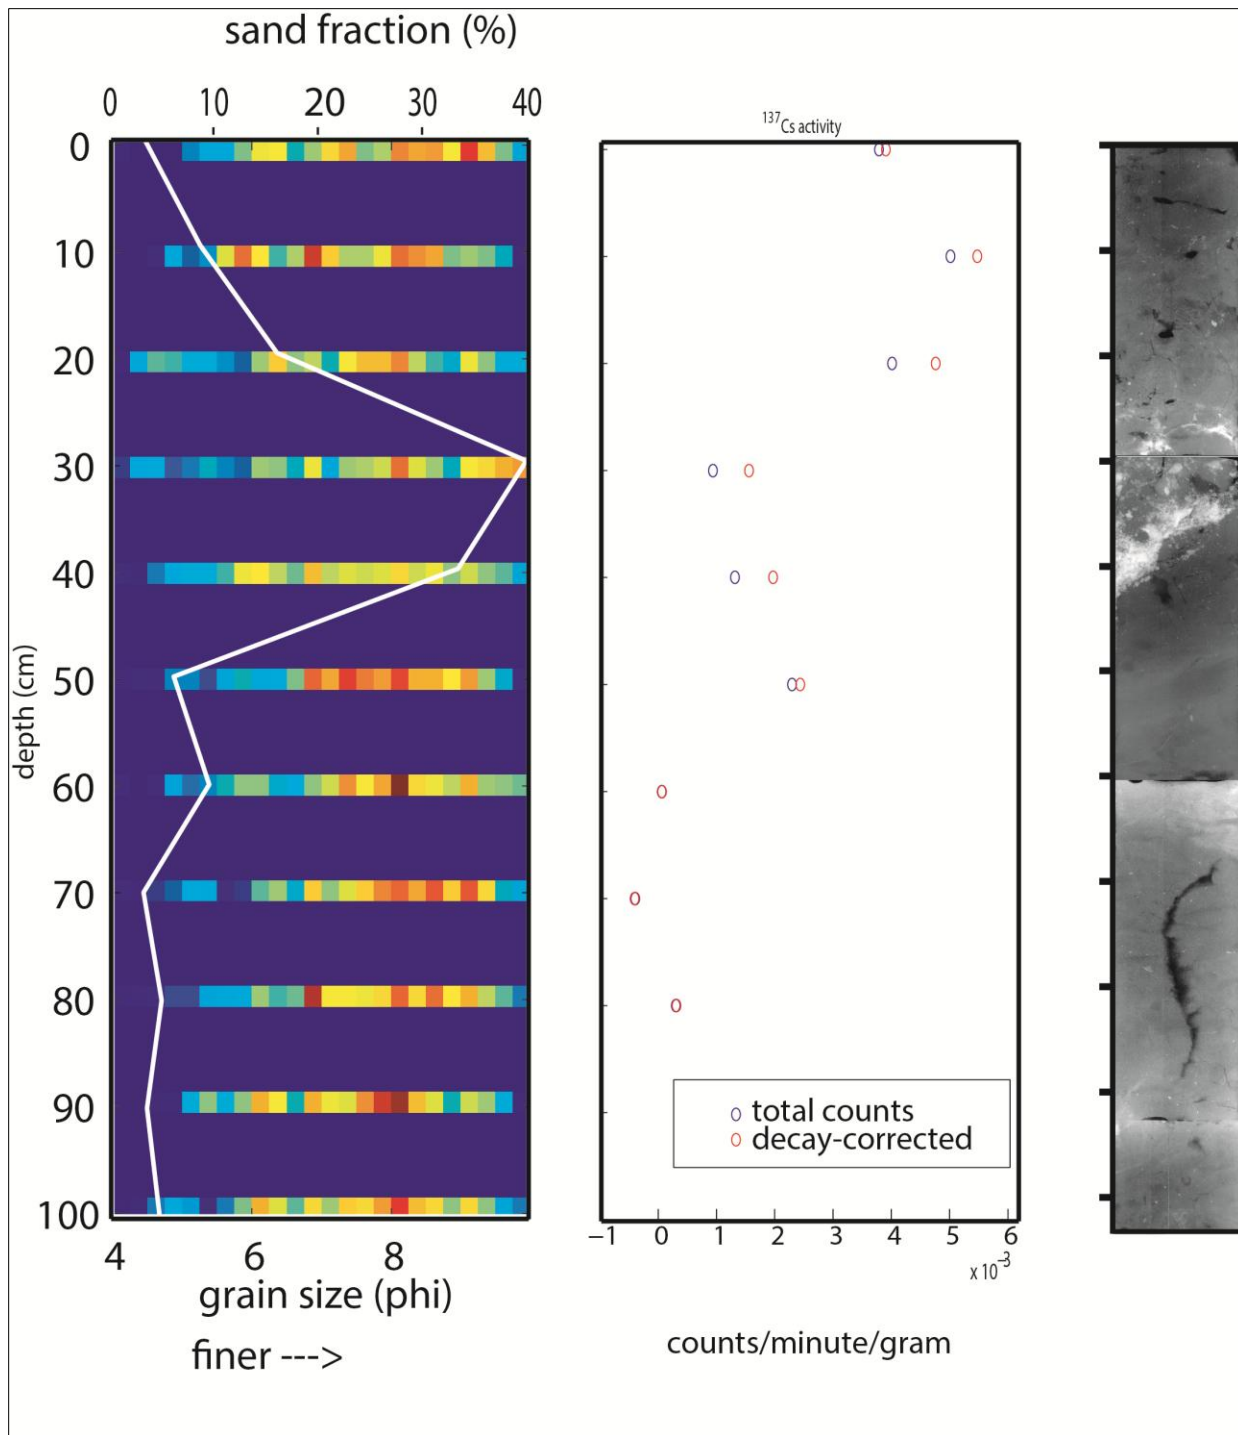 sand fraction (%)
0 10 20 30 40
¹³⁷Cs activity
0
10
20
30
40
50
60
70
80
90
100
depth (cm)
total counts
decay-corrected
4 6 8
−1 0 1 2 3 4 5 6
x 10⁻³
grain size (phi)
finer --->
counts/minute/gram